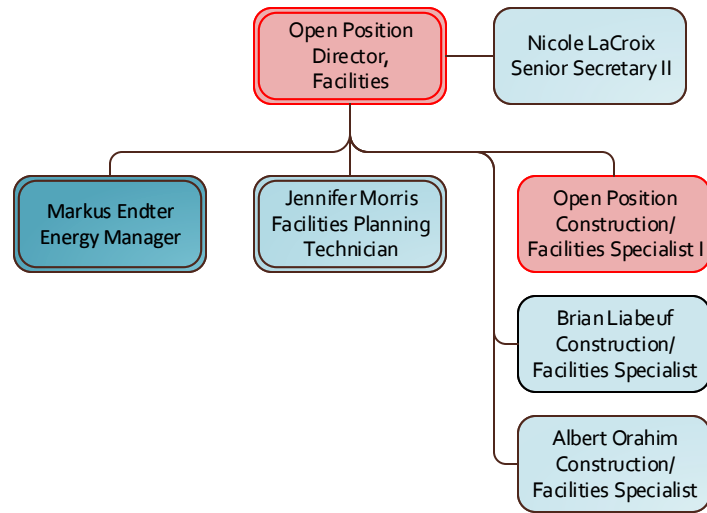 Open Position
Director,
Facilities
Nicole LaCroix
Senior Secretary II
Markus Endter
Energy Manager
Jennifer Morris
Facilities Planning
Technician
Open Position
Construction/
Facilities Specialist I
Brian Liabeuf
Construction/
Facilities Specialist
Albert Orahim
Construction/
Facilities Specialist